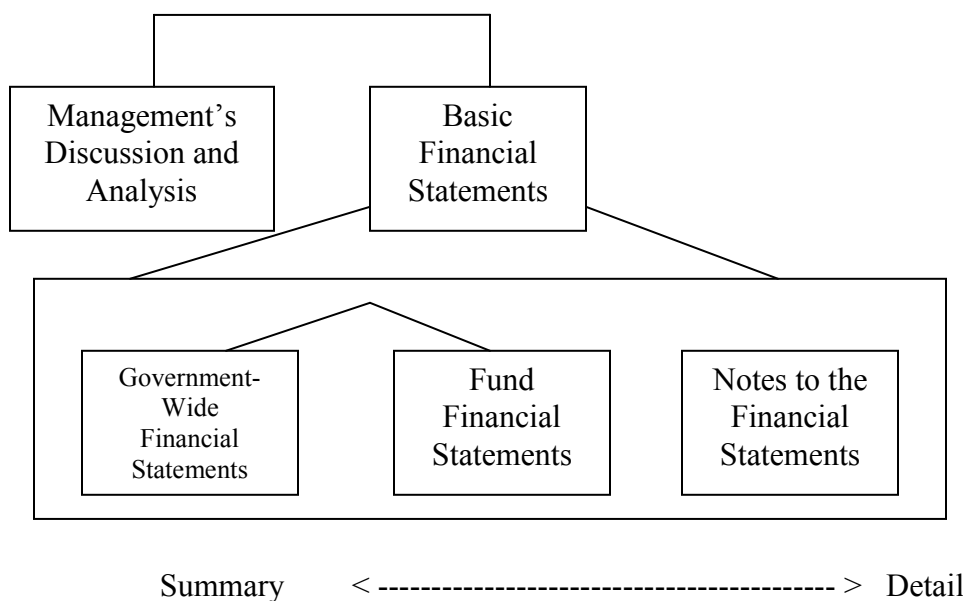 Management’s
Discussion and
Analysis
Basic
Financial
Statements
Government-
Wide
Financial
Statements
Fund
Financial
Statements
Notes to the
Financial
Statements
Summary < ------------------------------------------- > Detail